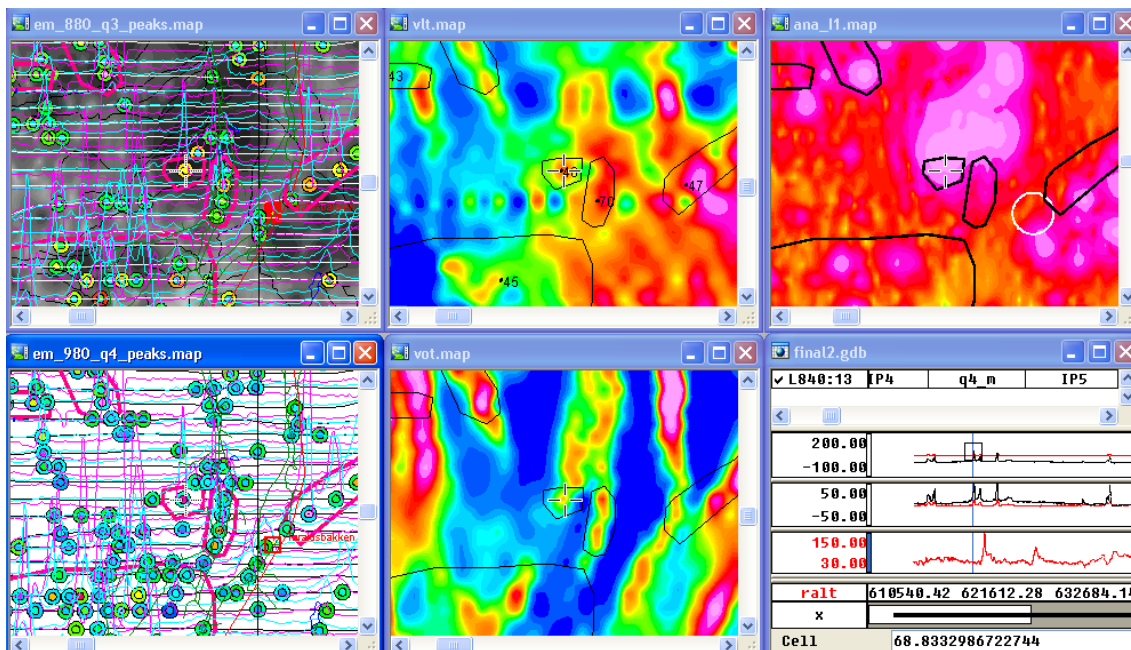 em_880_q3_peaks.map
vlt.map
ana_l1.map
43
70
47
45
em_980_q4_peaks.map
vot.map
final2.gdb
L840:13 IP4 q4_m IP5
200.00
-100.00
50.00
-50.00
150.00
30.00
ralt 610540.42 621612.28 632684.14
x
Cell 68.8332986722744